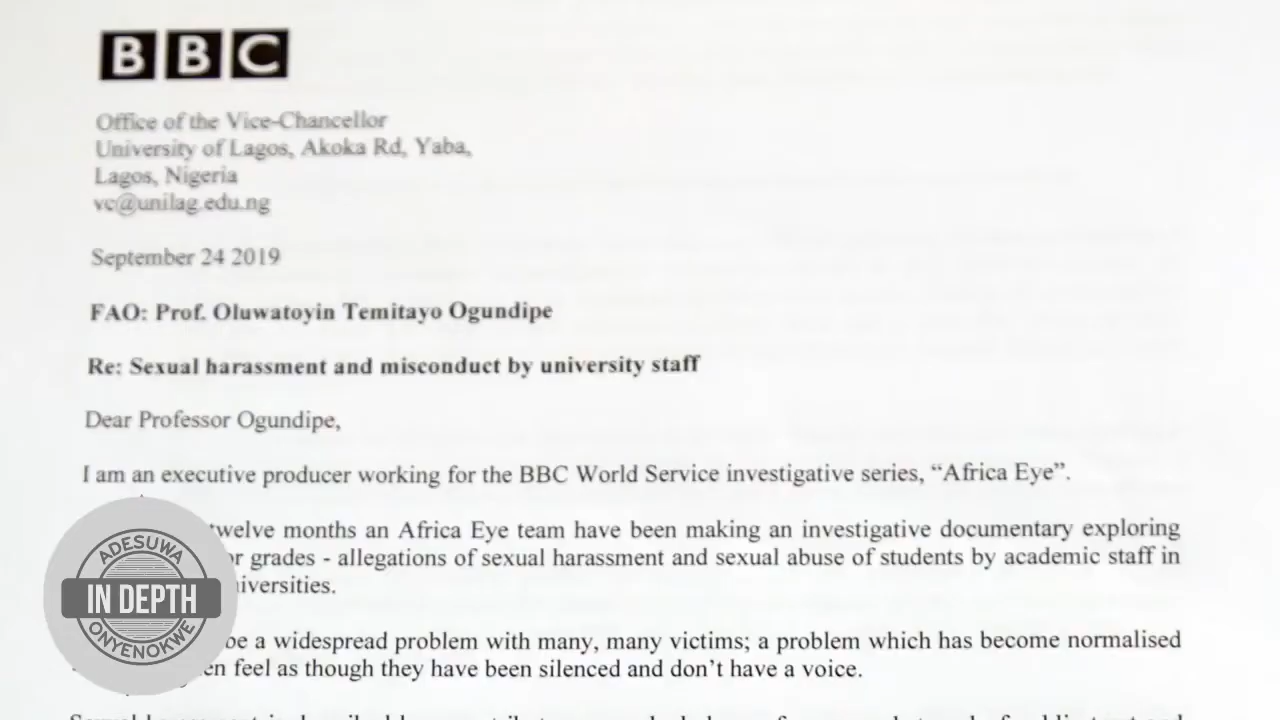 BBC
Office of the Vice-Chancellor
University of Lagos, Akoka Rd, Yaba,
Lagos, Nigeria
vc@unilag.edu.ng
September 24 2019
FAO: Prof. Oluwatoyin Temitayo Ogundipe
Re: Sexual harassment and misconduct by university staff
Dear Professor Ogundipe,
I am an executive producer working for the BBC World Service investigative series, “Africa Eye”.
twelve months an Africa Eye team have been making an investigative documentary exploring
grades - allegations of sexual harassment and sexual abuse of students by academic staff in
be a widespread problem with many, many victims; a problem which has become normalised
feel as though they have been silenced and don’t have a voice.
ADESUWA
IN DEPTH
ONYENOKWE